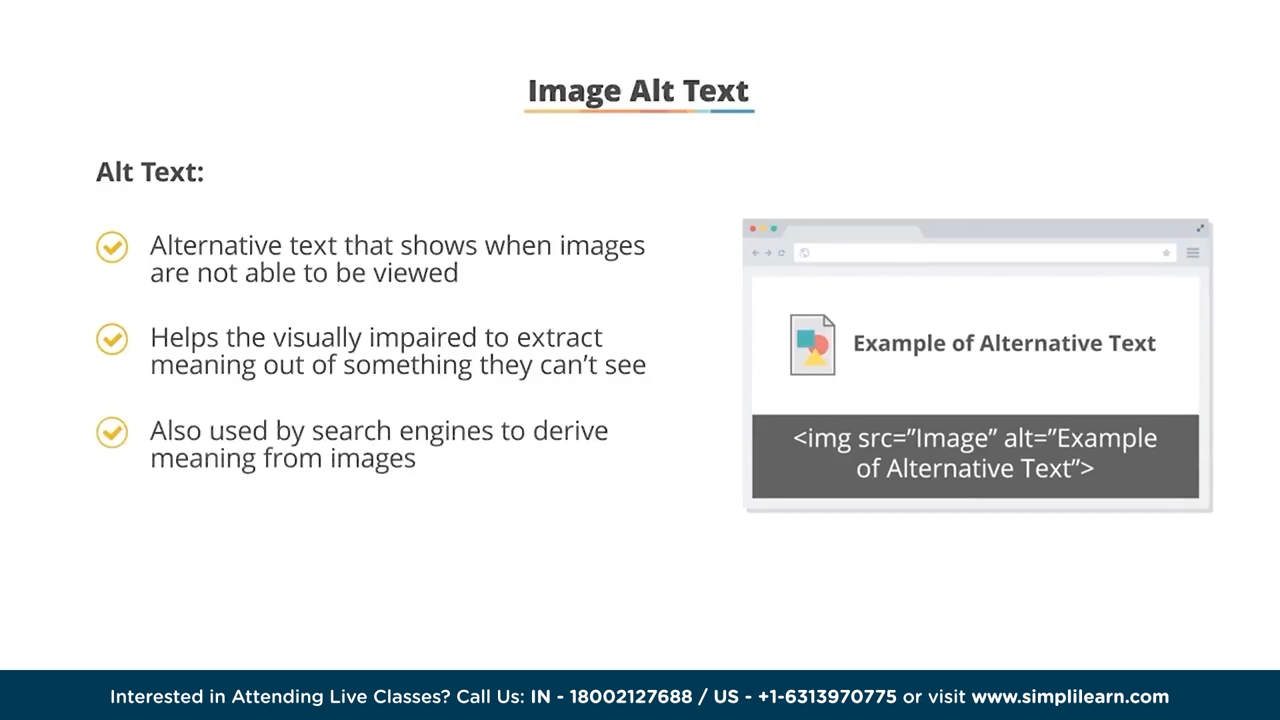 Image Alt Text
Alt Text:
Alternative text that shows when images
are not able to be viewed
Helps the visually impaired to extract
meaning out of something they can’t see
Also used by search engines to derive
meaning from images
Example of Alternative Text
<img src=”Image” alt=”Example
of Alternative Text”>
Interested in Attending Live Classes? Call Us: IN - 18002127688 / US - +1-6313970775 or visit www.simplilearn.com